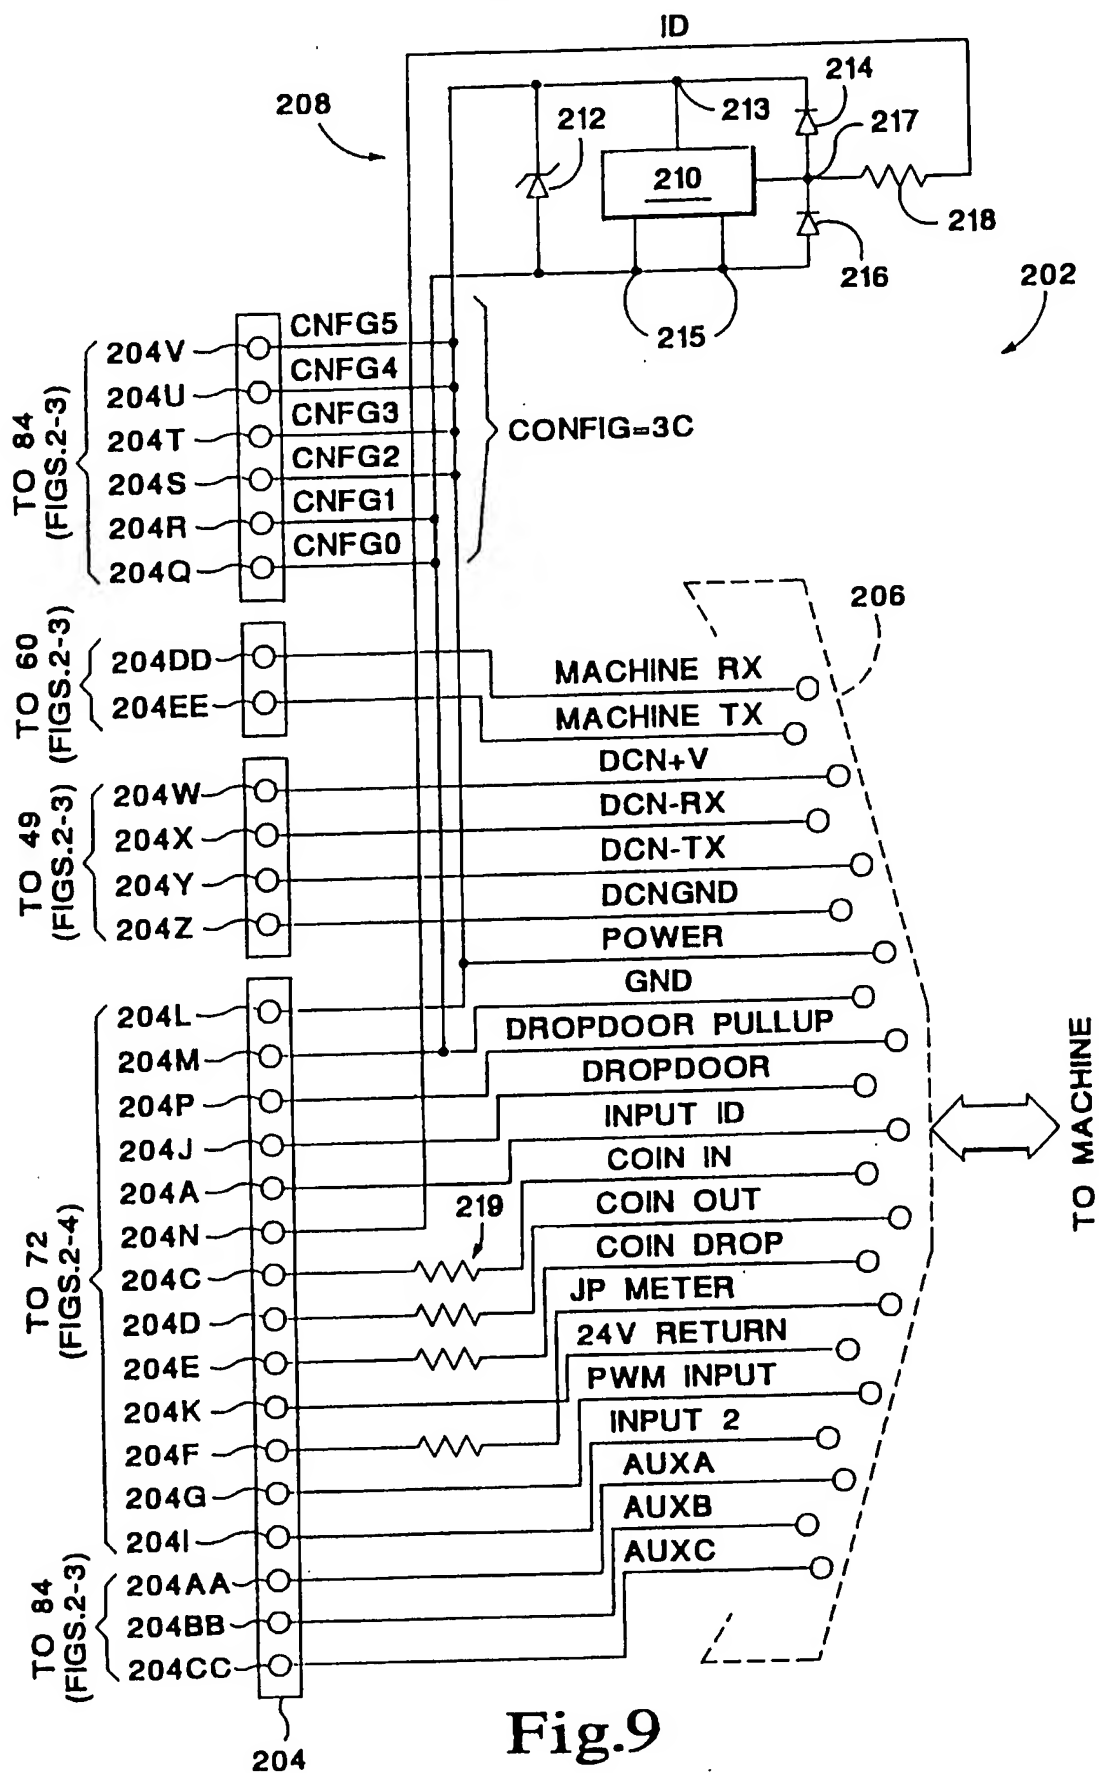 ID
214
208
212
213
217
210
218
216
202
215
CNFG5
204V
CNFG4
204U
CNFG3
204T
CONFIG=3C
CNFG2
204S
CNFG1
204R
CNFG0
204Q
TO 84
(FIGS.2-3)
206
204DD
MACHINE RX
204EE
MACHINE TX
TO 60
(FIGS.2-3)
DCN+V
204W
DCN-RX
204X
DCN-TX
204Y
DCNGND
204Z
TO 49
(FIGS.2-3)
POWER
204L
GND
204M
DROPDOOR PULLUP
204P
DROPDOOR
204J
INPUT ID
204A
COIN IN
204N
219
COIN OUT
204C
COIN DROP
204D
JP METER
204E
24V RETURN
204K
PWM INPUT
204F
INPUT 2
204G
AUXA
204I
AUXB
AUXC
TO 72
(FIGS.2-4)
TO MACHINE
204AA
204BB
204CC
TO 84
(FIGS.2-3)
204
Fig.9